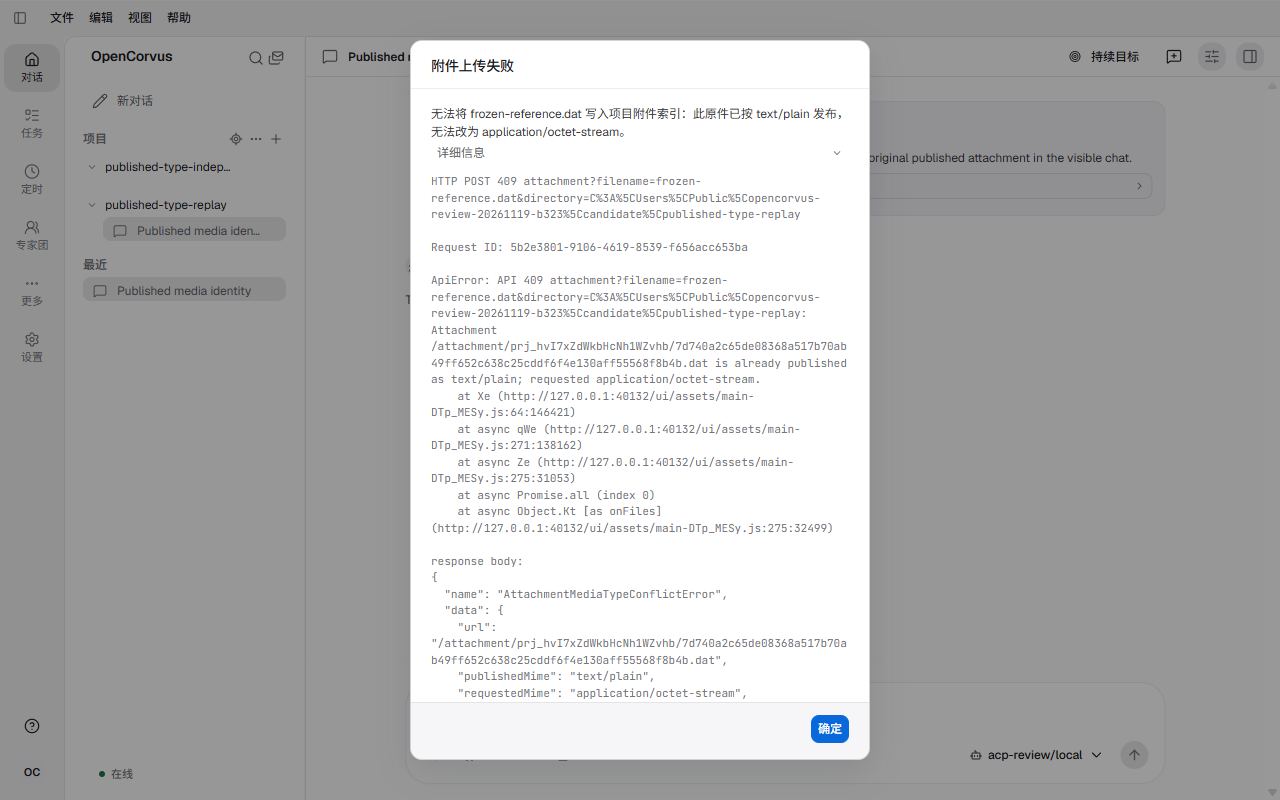 文件 编辑 视图 帮助
OpenCorvus
对话
任务
定时
专家团
更多
设置
OC
新对话
项目
published-type-indep...
published-type-replay
Published media iden...
最近
Published media identity
在线
Published
持续目标
original published attachment in the visible chat.
附件上传失败
无法将 frozen-reference.dat 写入项目附件索引：此原件已按 text/plain 发布，
无法改为 application/octet-stream。
详细信息
HTTP POST 409 attachment?filename=frozen-
reference.dat&directory=C%3A%5CUsers%5CPublic%5Copencorvus-
review-20261119-b323%5Ccandidate%5Cpublished-type-replay
Request ID: 5b2e3801-9106-4619-8539-f656acc653ba
ApiError: API 409 attachment?filename=frozen-
reference.dat&directory=C%3A%5CUsers%5CPublic%5Copencorvus-
review-20261119-b323%5Ccandidate%5Cpublished-type-replay:
Attachment
/attachment/prj_hvI7xZdWkbHcNh1WZvhb/7d740a2c65de08368a517b70ab
49ff652c638c25cddf6f4e130aff55568f8b4b.dat is already published
as text/plain; requested application/octet-stream.
at Xe (http://127.0.0.1:40132/ui/assets/main-
DTp_MESy.js:64:146421)
at async qWe (http://127.0.0.1:40132/ui/assets/main-
DTp_MESy.js:271:138162)
at async Ze (http://127.0.0.1:40132/ui/assets/main-
DTp_MESy.js:275:31053)
at async Promise.all (index 0)
at async Object.Kt [as onFiles]
(http://127.0.0.1:40132/ui/assets/main-DTp_MESy.js:275:32499)
response body:
{
"name": "AttachmentMediaTypeConflictError",
"data": {
"url":
"/attachment/prj_hvI7xZdWkbHcNh1WZvhb/7d740a2c65de08368a517b70a
b49ff652c638c25cddf6f4e130aff55568f8b4b.dat",
"publishedMime": "text/plain",
"requestedMime": "application/octet-stream",
确定
acp-review/local